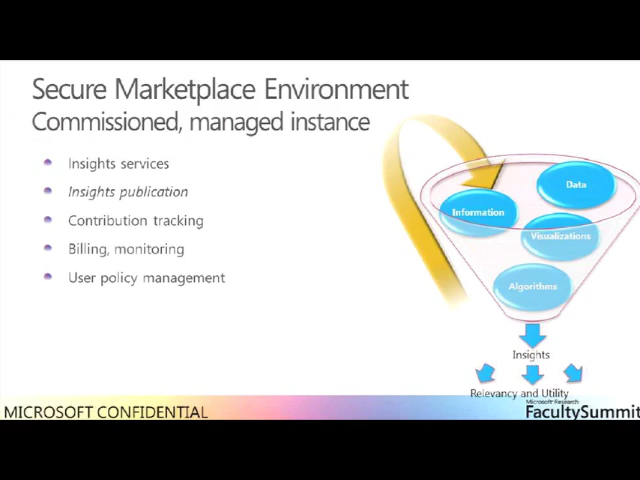 Secure Marketplace Environment
Commissioned, managed instance
Insights services
Insights publication
Contribution tracking
Billing, monitoring
User policy management
Data
Information
Visualizations
Algorithms
Insights
Relevancy and Utility
MICROSOFT CONFIDENTIAL
Microsoft Research
FacultySummit